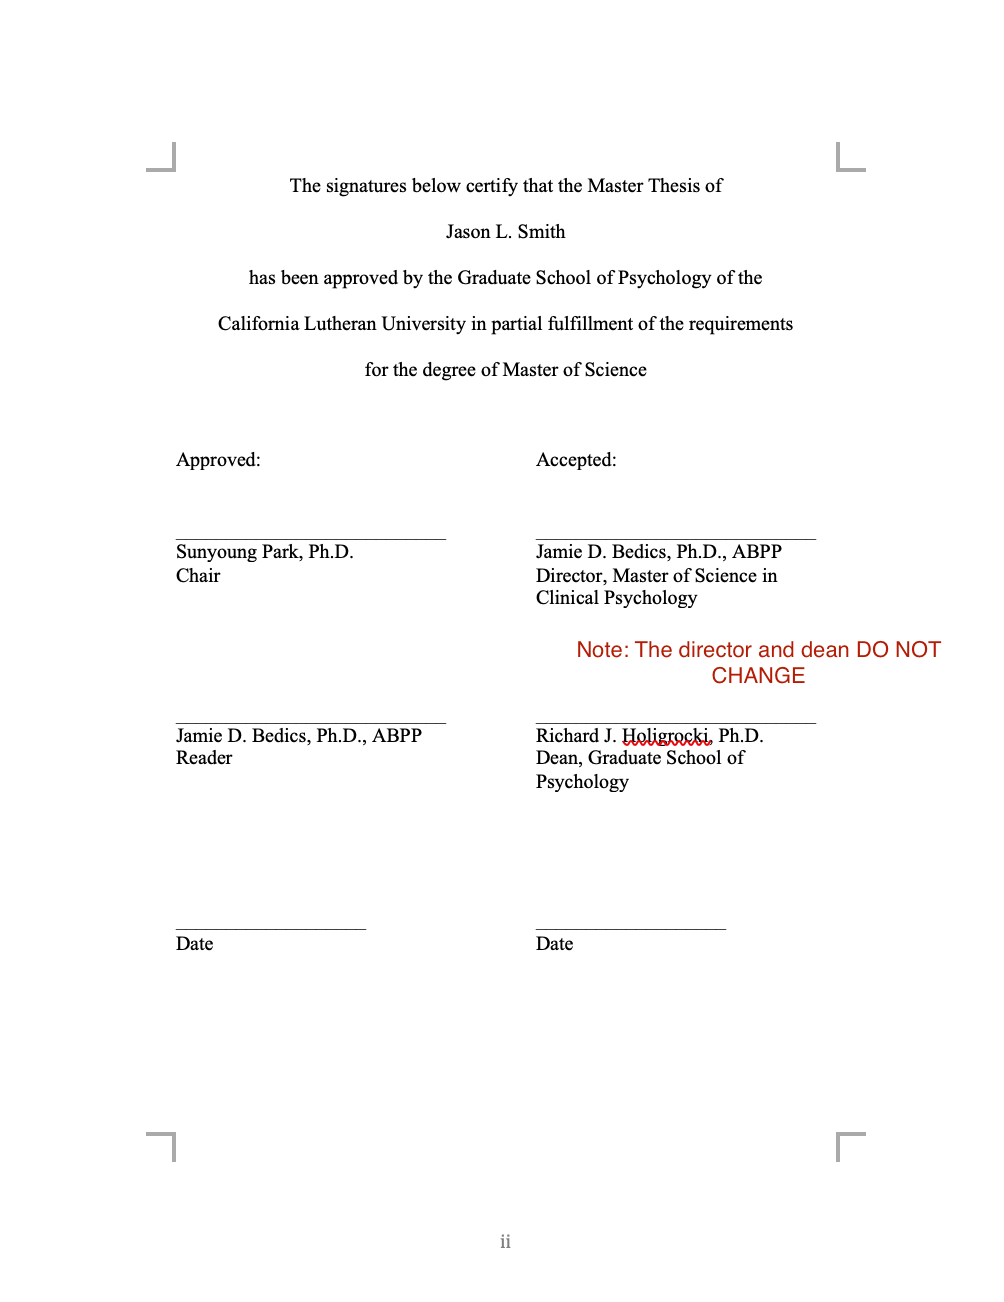 The signatures below certify that the Master Thesis of
Jason L. Smith
has been approved by the Graduate School of Psychology of the
California Lutheran University in partial fulfillment of the requirements
for the degree of Master of Science
Approved:
Accepted:
Sunyoung Park, Ph.D.
Chair
Jamie D. Bedics, Ph.D., ABPP
Director, Master of Science in
Clinical Psychology
Note: The director and dean DO NOT
CHANGE
Jamie D. Bedics, Ph.D., ABPP
Reader
Richard J. Holigrocki, Ph.D.
Dean, Graduate School of
Psychology
Date
Date
ii